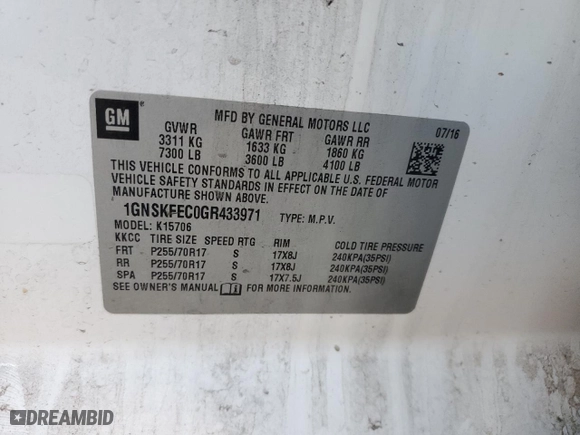 GM
MFD BY GENERAL MOTORS LLC
07/16
GVWR GAWR FRT GAWR RR
3311 KG 1633 KG 1860 KG
7300 LB 3600 LB 4100 LB
THIS VEHICLE CONFORMS TO ALL APPLICABLE U.S. FEDERAL MOTOR
VEHICLE SAFETY STANDARDS IN EFFECT ON THE DATE OF
MANUFACTURE SHOWN ABOVE.
1GNSKFEC0GR433971 TYPE: M.P.V.
MODEL: K15706
KKCC TIRE SIZE SPEED RTG RIM COLD TIRE PRESSURE
FRT P255/70R17 S 17X8J 240KPA(35PSI)
RR P255/70R17 S 17X8J 240KPA(35PSI)
SPA P255/70R17 S 17X7.5J 240KPA(35PSI)
SEE OWNER'S MANUAL FOR MORE INFORMATION.
DREAMBID